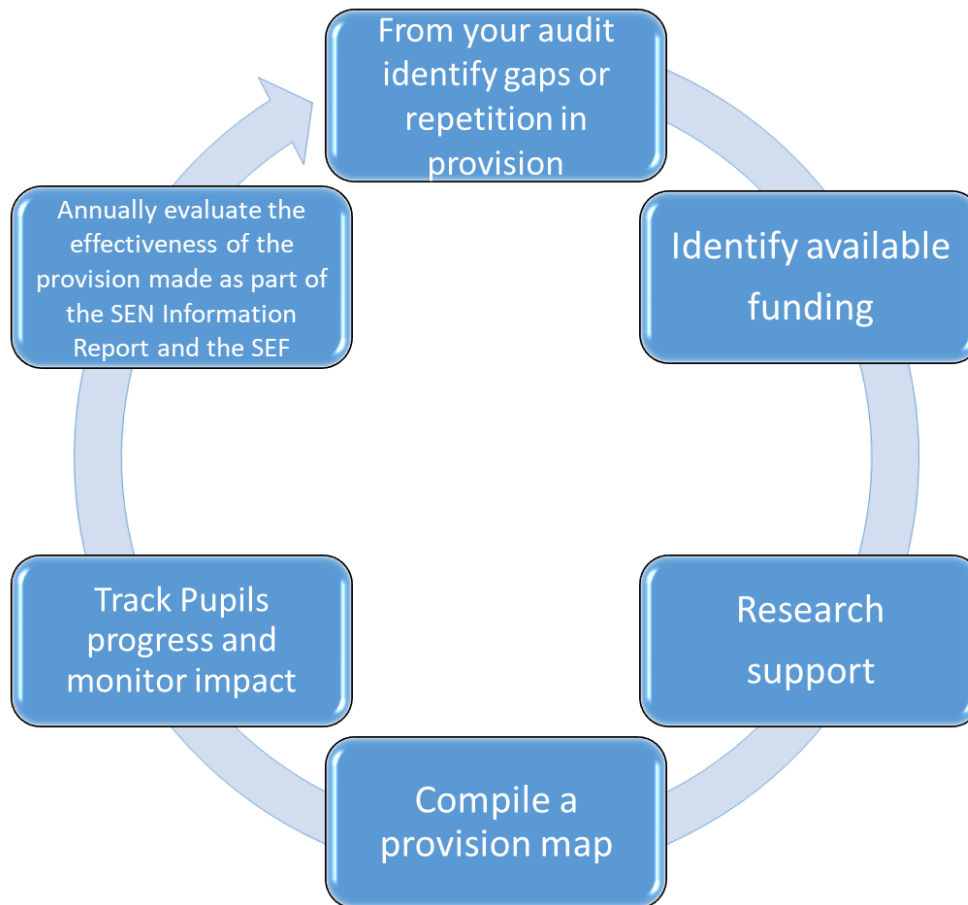 From your audit
identify gaps or
repetition in
provision
Identify available
funding
Research
support
Compile a
provision map
Track Pupils
progress and
monitor impact
Annually evaluate the
effectiveness of the
provision made as part of
the SEN Information
Report and the SEF